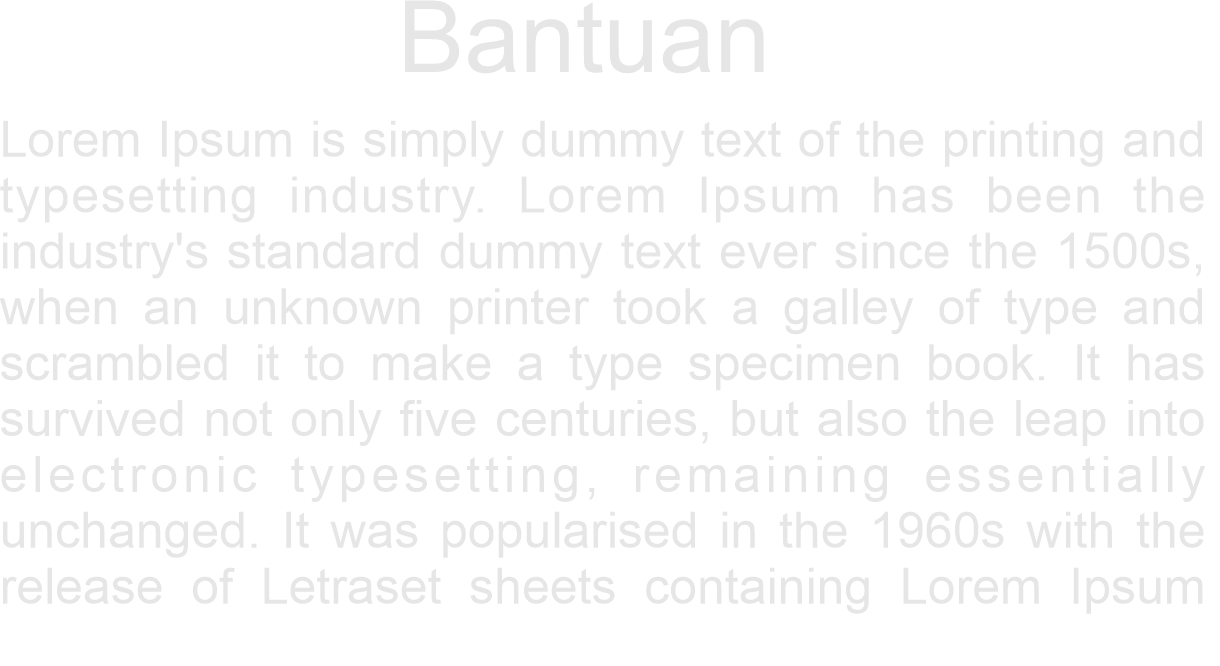 Bantuan
Lorem Ipsum is simply dummy text of the printing and
typesetting industry. Lorem Ipsum has been the
industry's standard dummy text ever since the 1500s,
when an unknown printer took a galley of type and
scrambled it to make a type specimen book. It has
survived not only five centuries, but also the leap into
electronic typesetting, remaining essentially
unchanged. It was popularised in the 1960s with the
release of Letraset sheets containing Lorem Ipsum